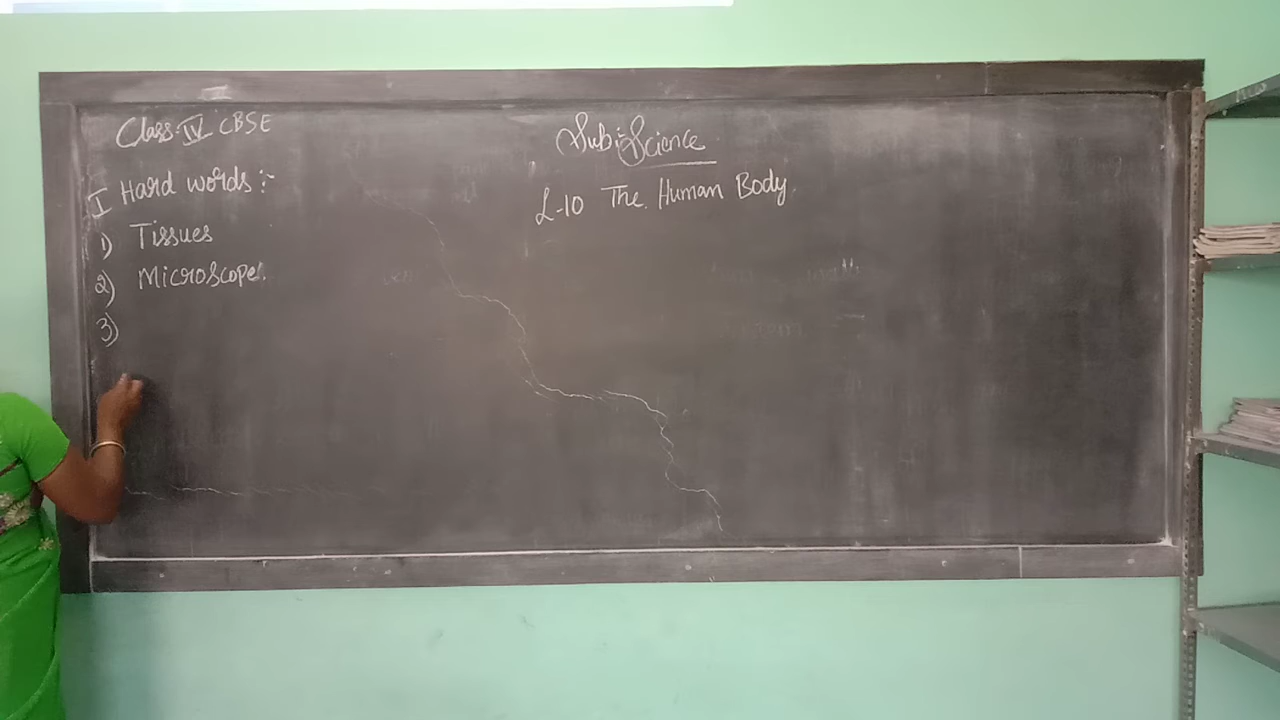 Class-IV CBSE
Sub:-Science
L-10 The Human Body
I Hard words:-
1) Tissues
2) Microscope
3)